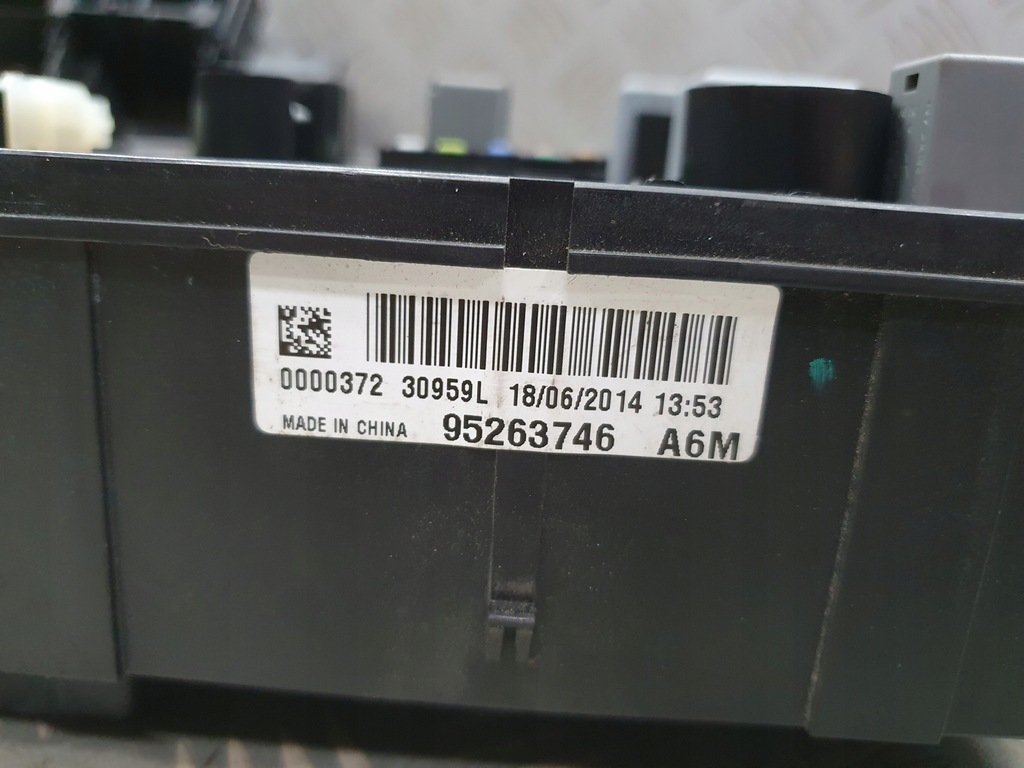 0000372 30959L 18/06/2014 13:53
MADE IN CHINA 95263746 A6M